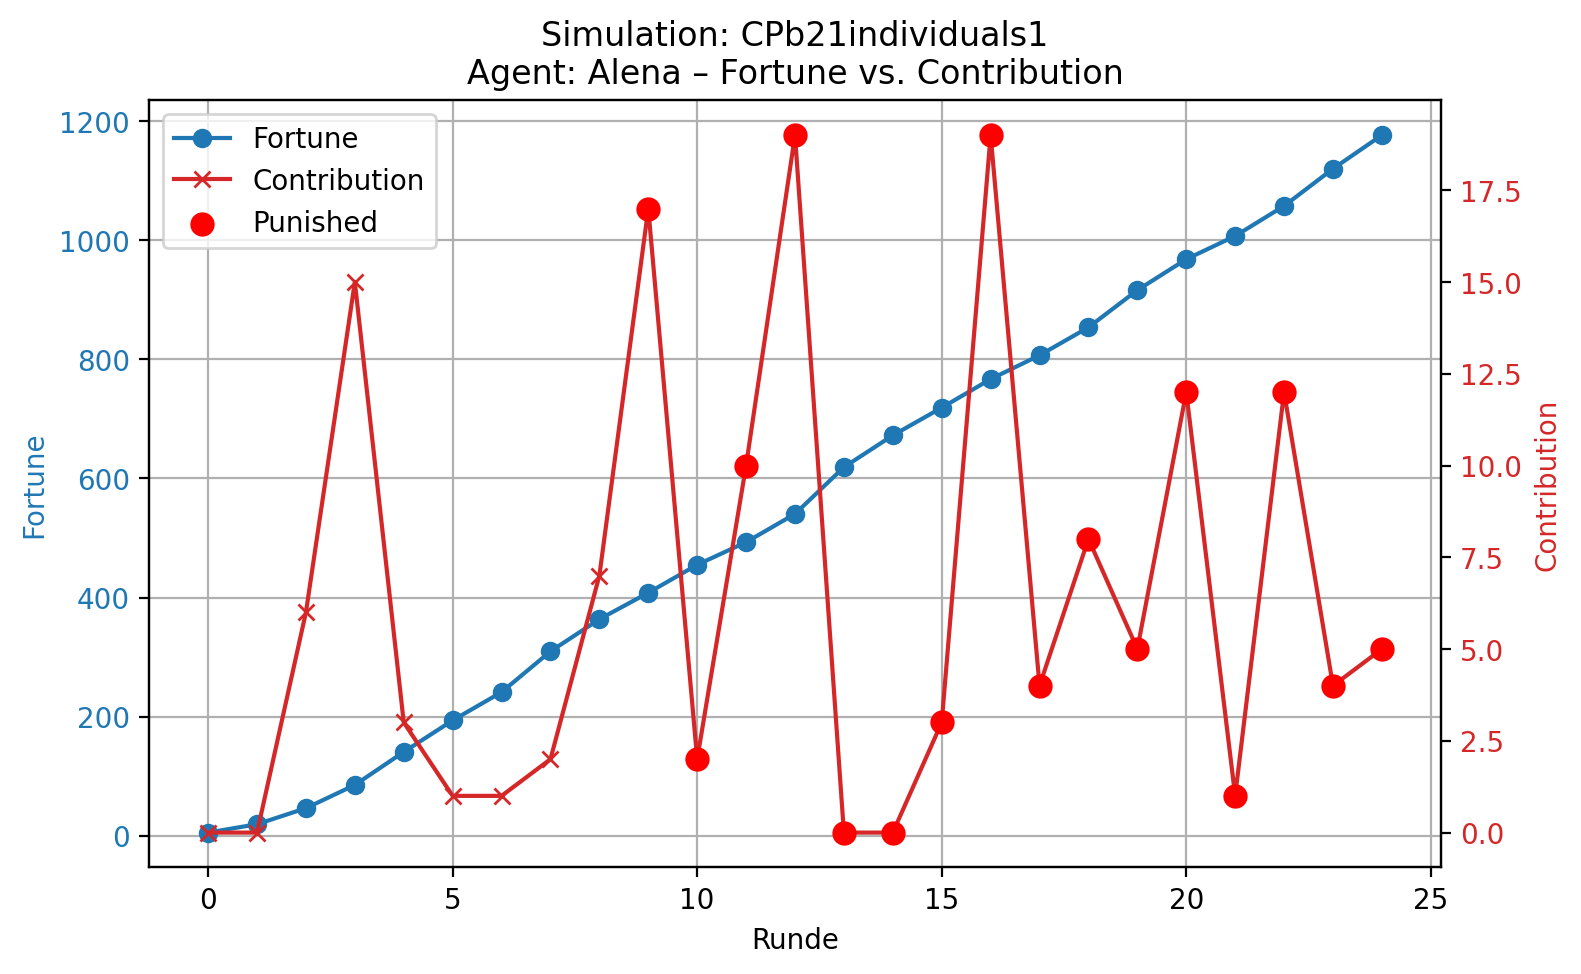 Simulation: CPb21individuals1
Agent: Alena – Fortune vs. Contribution
Fortune
Contribution
Punished
1200
1000
800
600
400
200
0
Fortune
17.5
15.0
12.5
10.0
7.5
5.0
2.5
0.0
Contribution
0 5 10 15 20 25
Runde